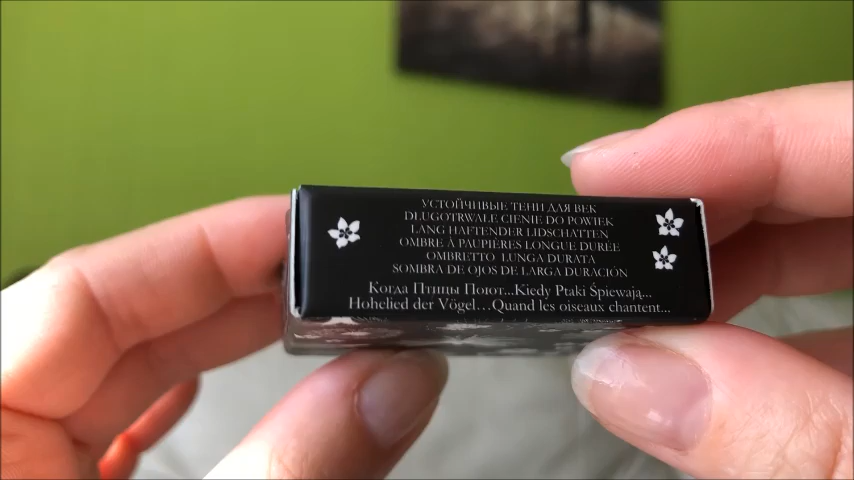 УСТОЙЧИВЫЕ ТЕНИ ДЛЯ ВЕК
DŁUGOTRWAŁE CIENIE DO POWIEK
LANG HAFTENDER LIDSCHATTEN
OMBRE À PAUPIÈRES LONGUE DURÉE
OMBRETTO LUNGA DURATA
SOMBRA DE OJOS DE LARGA DURACIÓN
Когда Птицы Поют...Kiedy Ptaki Śpiewają...
Hohelied der Vögel...Quand les oiseaux chantent...